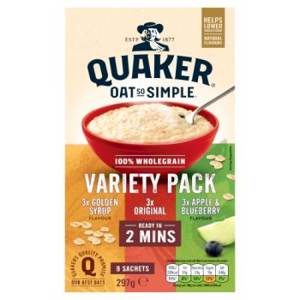 ESTD 1877
HELPS
LOWER
CHOLESTEROL
NATURAL
FLAVOURS
QUAKER
OAT SO SIMPLE
100% WHOLEGRAIN
VARIETY PACK
3x GOLDEN
SYRUP
FLAVOUR
3x
ORIGINAL
3x APPLE &
BLUEBERRY
FLAVOUR
READY IN
2 MINS
Q
9 SACHETS
297g e